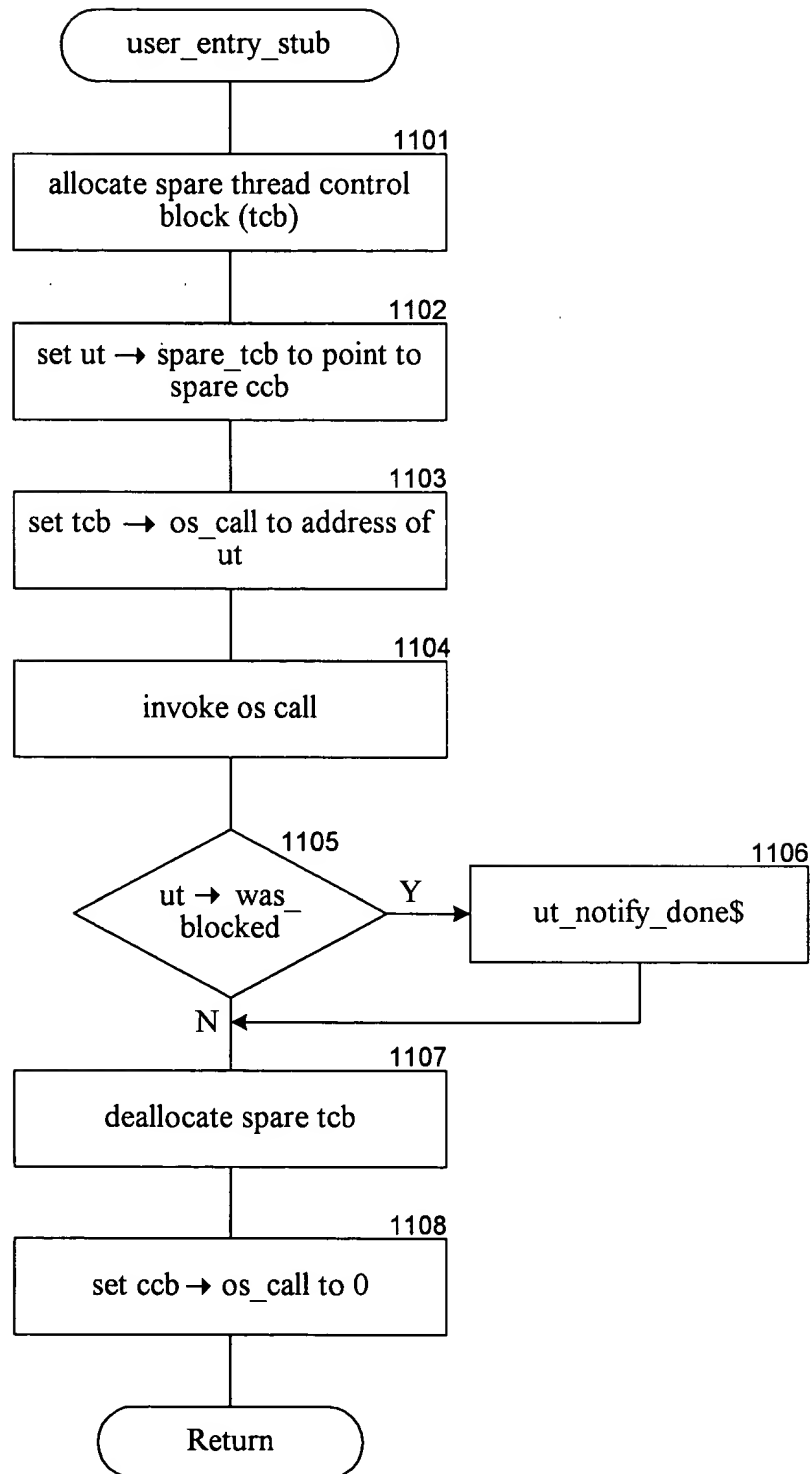 user_entry_stub
1101
allocate spare thread control
block (tcb)
1102
set ut → spare_tcb to point to
spare ccb
1103
set tcb → os_call to address of
ut
1104
invoke os call
1105
ut → was_
blocked
Y
1106
ut_notify_done$
N
1107
deallocate spare tcb
1108
set ccb → os_call to 0
Return